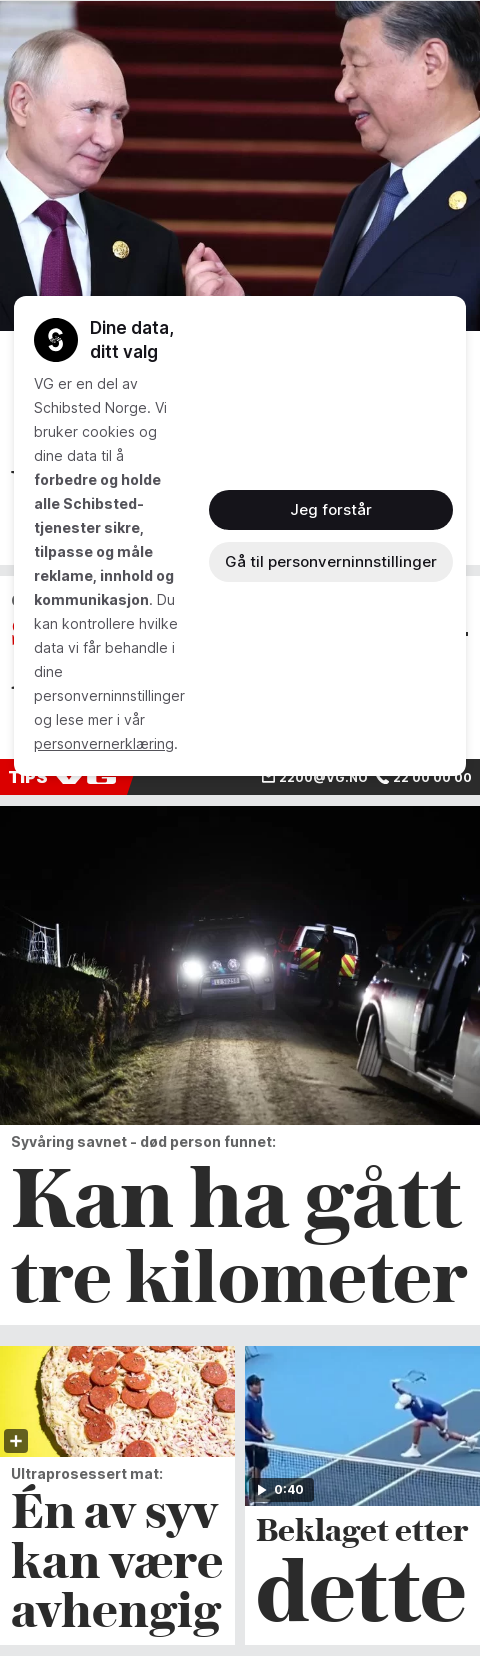 Dine data,
ditt valg
VG er en del av
Schibsted Norge. Vi
bruker cookies og
dine data til å
forbedre og holde
alle Schibsted-
tjenester sikre,
tilpasse og måle
reklame, innhold og
kommunikasjon. Du
kan kontrollere hvilke
data vi får behandle i
dine
personverninnstillinger
og lese mer i vår
personvernerklæring.
Jeg forstår
Gå til personverninnstillinger
TIPS VG 2200@VG.NO 22 00 00 00
Syvåring savnet - død person funnet:
Kan ha gått
tre kilometer
Ultraprosessert mat:
Én av syv
kan være
avhengig
0:40
Beklaget etter
dette